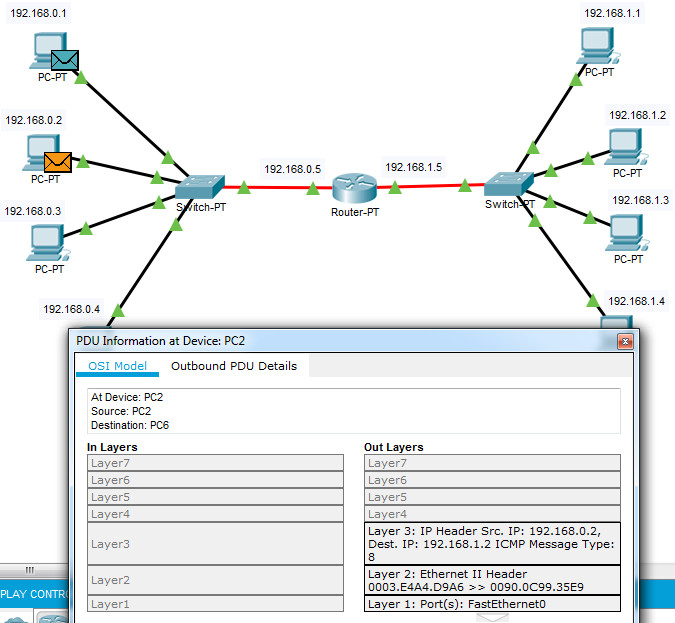 192.168.0.1
192.168.1.1
PC-PT
PC-PT
192.168.0.2
192.168.1.2
PC-PT
PC-PT
192.168.0.5
192.168.1.5
192.168.0.3
192.168.1.3
Switch-PT
Router-PT
Switch-PT
PC-PT
PC-PT
192.168.0.4
192.168.1.4
PDU Information at Device: PC2
x
OSI Model
Outbound PDU Details
At Device: PC2
Source: PC2
Destination: PC6
In Layers
Layer7
Layer6
Layer5
Layer4
Layer3
Layer2
Layer1
Out Layers
Layer7
Layer6
Layer5
Layer4
Layer 3: IP Header Src. IP: 192.168.0.2,
Dest. IP: 192.168.1.2 ICMP Message Type:
8
Layer 2: Ethernet II Header
0003.E4A4.D9A6 >> 0090.0C99.35E9
Layer 1: Port(s): FastEthernet0
PLAY CONTRO